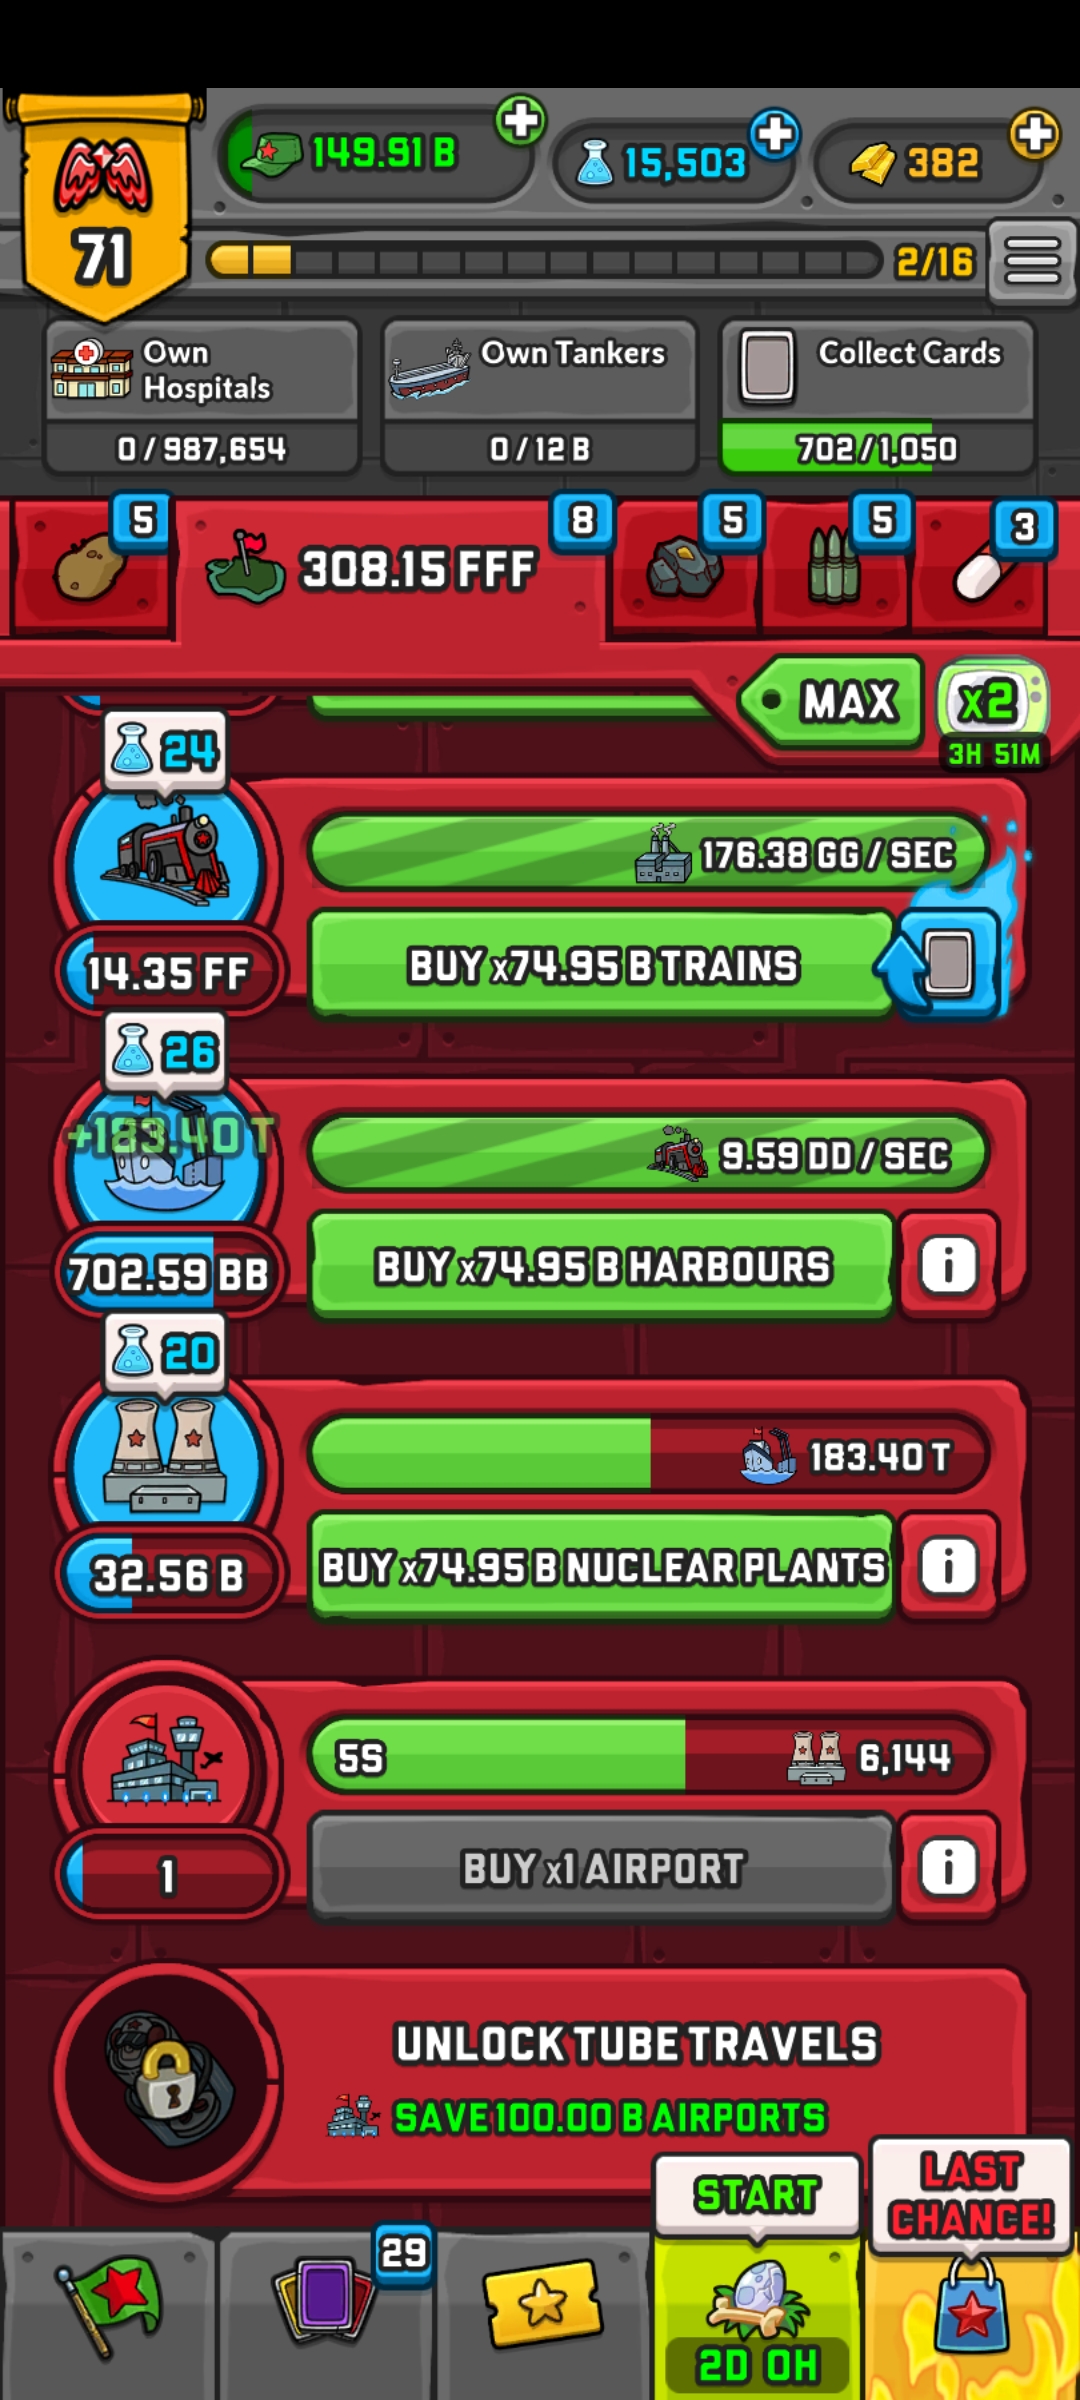 149.91 B
15,503
382
71
2/16
Own
Hospitals
0 / 987,654
Own Tankers
0 / 12 B
Collect Cards
702 / 1,050
5
308.15 FFF
8
5
5
3
MAX
x2
3H 51M
24
176.38 GG / SEC
14.35 FF
BUY x74.95 B TRAINS
26
+183.40 T
9.59 DD / SEC
702.59 BB
BUY x74.95 B HARBOURS
i
20
183.40 T
32.56 B
BUY x74.95 B NUCLEAR PLANTS
i
5S
6,144
1
BUY x1 AIRPORT
i
UNLOCK TUBE TRAVELS
SAVE 100.00 B AIRPORTS
START
LAST
CHANCE!
29
2D 0H